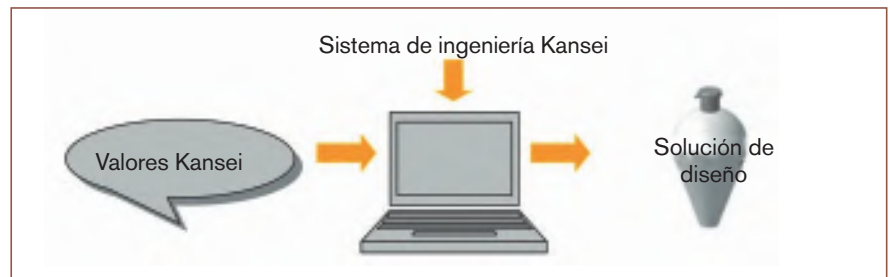 Sistema de ingeniería Kansei
Valores Kansei
Solución de
diseño